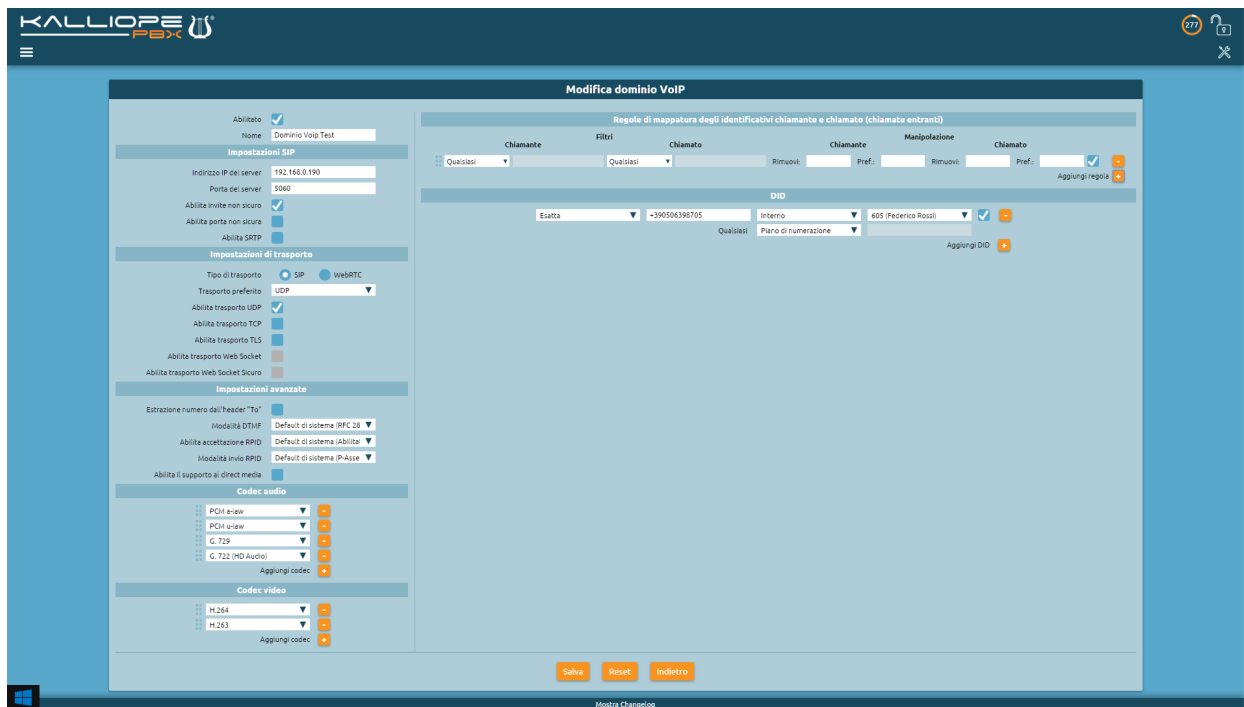 KALLIOPE
PBX
277
Modifica dominio VoIP
Abilitato
Nome Dominio Voip Test
Impostazioni SIP
Indirizzo IP del server 192.168.0.190
Porta del server 5060
Abilita invite non sicuro
Abilita porta non sicura
Abilita SRTP
Impostazioni di trasporto
Tipo di trasporto SIP WebRTC
Trasporto preferito UDP
Abilita trasporto UDP
Abilita trasporto TCP
Abilita trasporto TLS
Abilita trasporto Web Socket
Abilita trasporto Web Socket Sicuro
Impostazioni avanzate
Estrazione numero dall'header "To"
Modalità DTMF Default di sistema (RFC 28
Abilita accettazione RPID Default di sistema (Abilital
Modalità invio RPID Default di sistema (P-Asse
Abilita il supporto al direct media
Codec audio
PCM a-law
PCM u-law
G. 729
G. 722 (HD Audio)
Aggiungi codec
Codec video
H.264
H.263
Aggiungi codec
Regole di mappatura degli identificativi chiamante e chiamato (chiamate entranti)
Filtri Manipolazione
Chiamante Chiamato Chiamante Chiamato
Qualsiasi Qualsiasi Rimuovi: Pref.: Rimuovi: Pref.:
Aggiungi regola
DID
Esatta +390506398705 Interno 605 (Federico Rossi)
Qualsiasi Piano di numerazione
Aggiungi DID
Salva Reset Indietro
Mostra Changelog